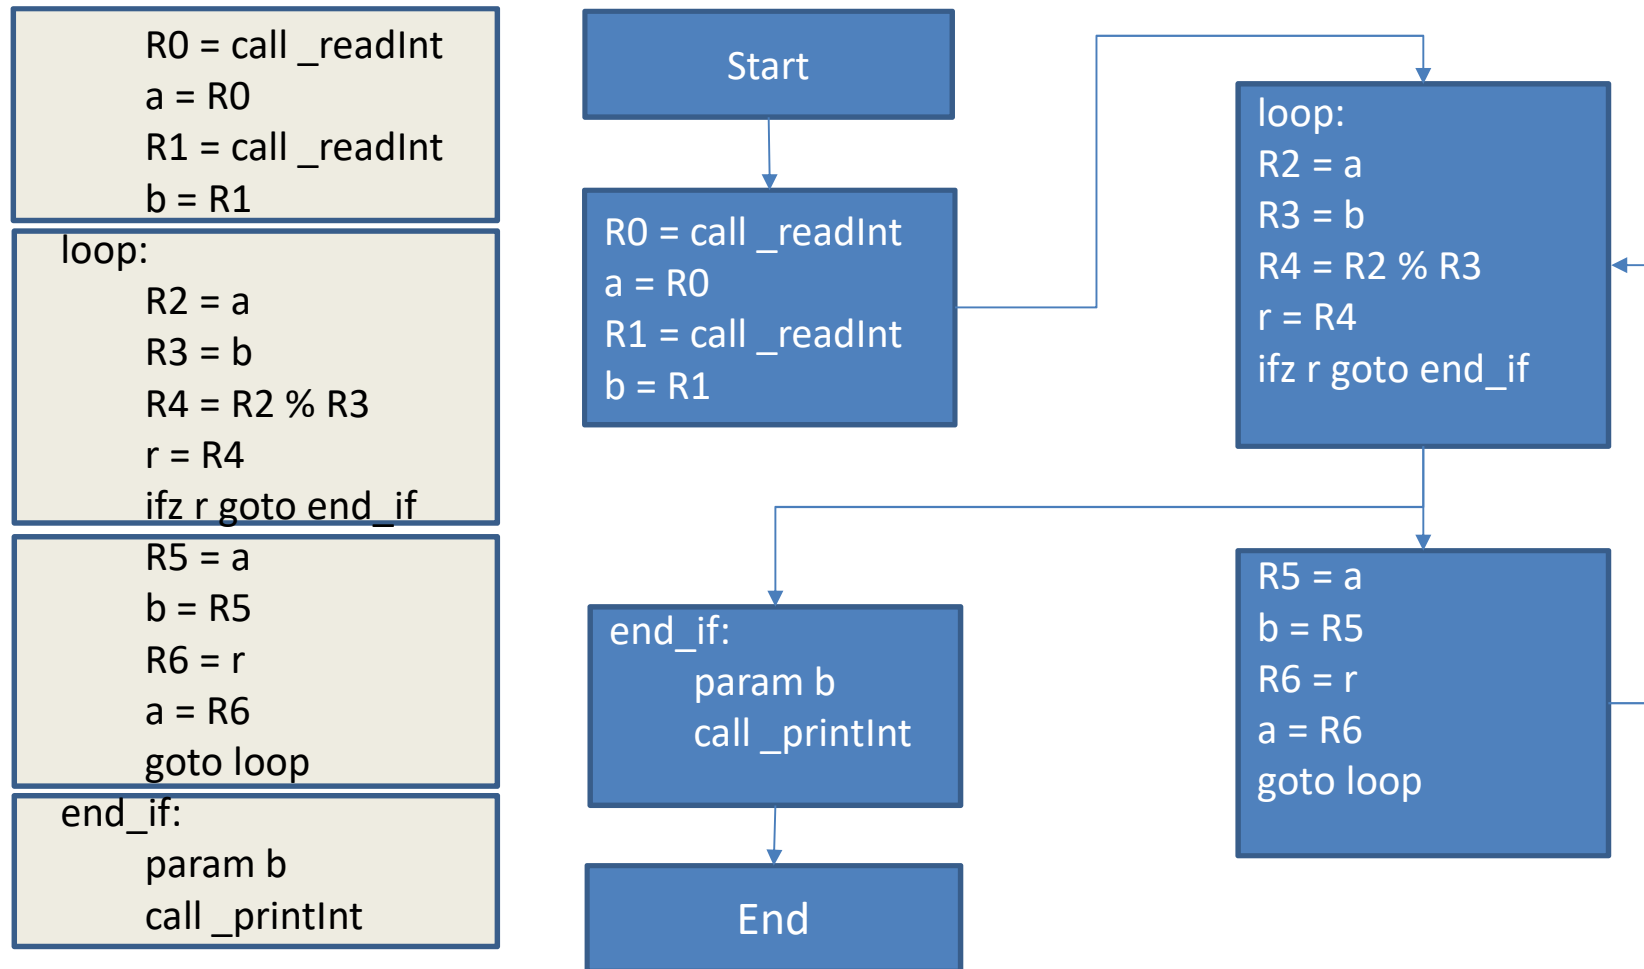 R0 = call _readInt
a = R0
R1 = call _readInt
b = R1
loop:
R2 = a
R3 = b
R4 = R2 % R3
r = R4
ifz r goto end_if
R5 = a
b = R5
R6 = r
a = R6
goto loop
end_if:
param b
call _printInt
Start
R0 = call _readInt
a = R0
R1 = call _readInt
b = R1
loop:
R2 = a
R3 = b
R4 = R2 % R3
r = R4
ifz r goto end_if
end_if:
param b
call _printInt
R5 = a
b = R5
R6 = r
a = R6
goto loop
End